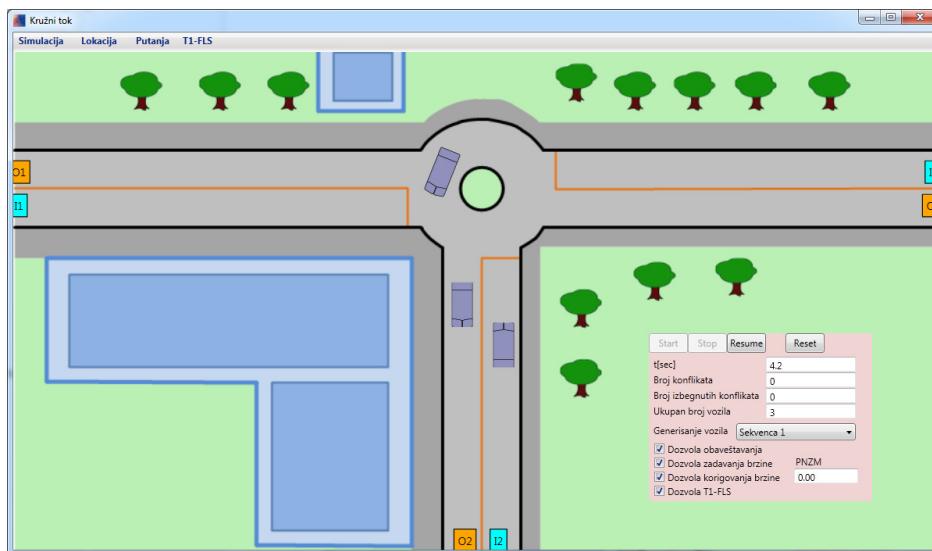 Kružni tok
Simulacija Lokacija Putanja T1-FLS
O1
I1
O2 I2
Start Stop Resume Reset
t[sec] 4.2
Broj konflikata 0
Broj izbegnutih konflikata 0
Ukupan broj vozila 3
Generisanje vozila Sekvenca 1
Dozvola obaveštavanja
Dozvola zadavanja brzine PNZM
Dozvola korigovanja brzine 0.00
Dozvola T1-FLS